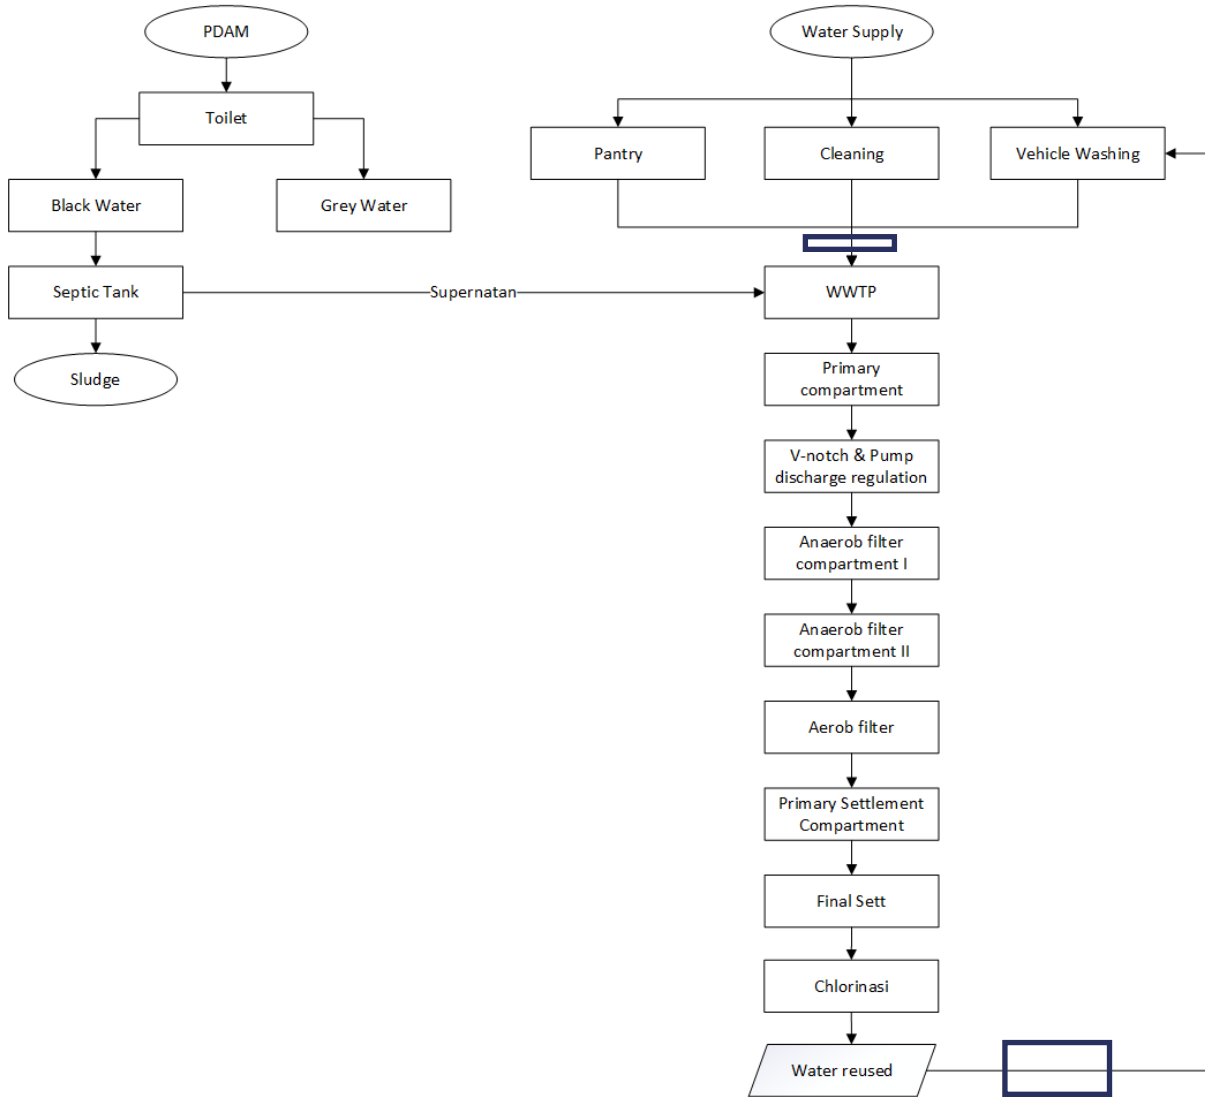 PDAM
Water Supply
Toilet
Pantry
Cleaning
Vehicle Washing
Black Water
Grey Water
Septic Tank
Supernatan
WWTP
Sludge
Primary
compartment
V-notch & Pump
discharge regulation
Anaerob filter
compartment I
Anaerob filter
compartment II
Aerob filter
Primary Settlement
Compartment
Final Sett
Chlorinasi
Water reused